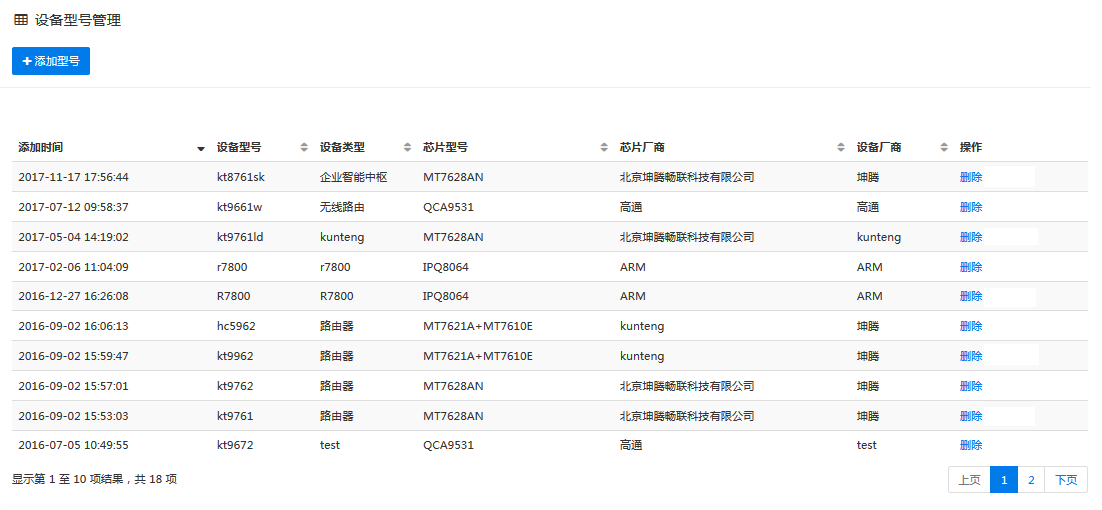 设备型号管理
添加型号
添加时间 设备型号 设备类型 芯片型号 芯片厂商 设备厂商 操作
2017-11-17 17:56:44 kt8761sk 企业智能中枢 MT7628AN 北京坤腾畅联科技有限公司 坤腾 删除
2017-07-12 09:58:37 kt9661w 无线路由 QCA9531 高通 高通 删除
2017-05-04 14:19:02 kt9761ld kunteng MT7628AN 北京坤腾畅联科技有限公司 kunteng 删除
2017-02-06 11:04:09 r7800 r7800 IPQ8064 ARM ARM 删除
2016-12-27 16:26:08 R7800 R7800 IPQ8064 ARM ARM 删除
2016-09-02 16:06:13 hc5962 路由器 MT7621A+MT7610E kunteng 坤腾 删除
2016-09-02 15:59:47 kt9962 路由器 MT7621A+MT7610E kunteng 坤腾 删除
2016-09-02 15:57:01 kt9762 路由器 MT7628AN 北京坤腾畅联科技有限公司 坤腾 删除
2016-09-02 15:53:03 kt9761 路由器 MT7628AN 北京坤腾畅联科技有限公司 坤腾 删除
2016-07-05 10:49:55 kt9672 test QCA9531 高通 test 删除
显示第 1 至 10 项结果，共 18 项 上页 1 2 下页